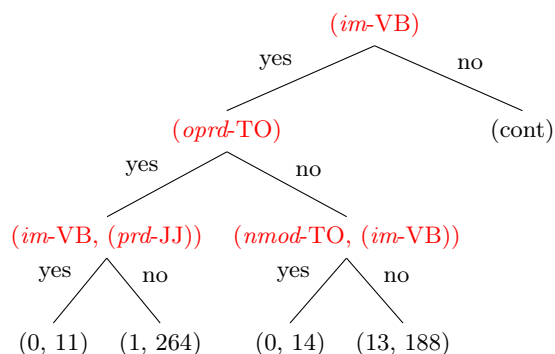 (im-VB)
yes no
(oprd-TO) (cont)
yes no
(im-VB, (prd-JJ)) (nmod-TO, (im-VB))
yes no yes no
(0, 11) (1, 264) (0, 14) (13, 188)